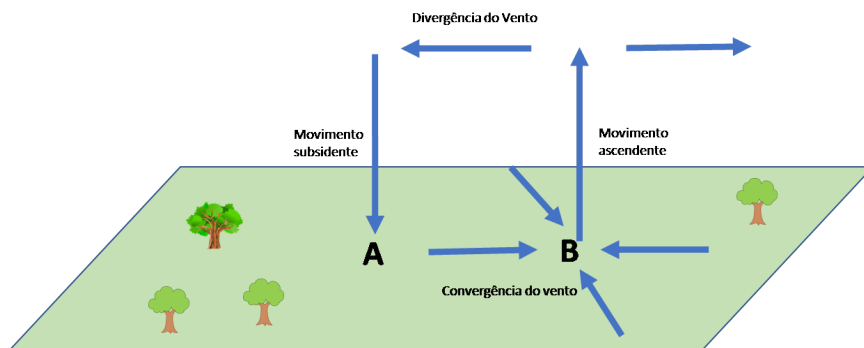 Divergência do Vento
Movimento
subsidente
Movimento
ascendente
A
B
Convergência do vento